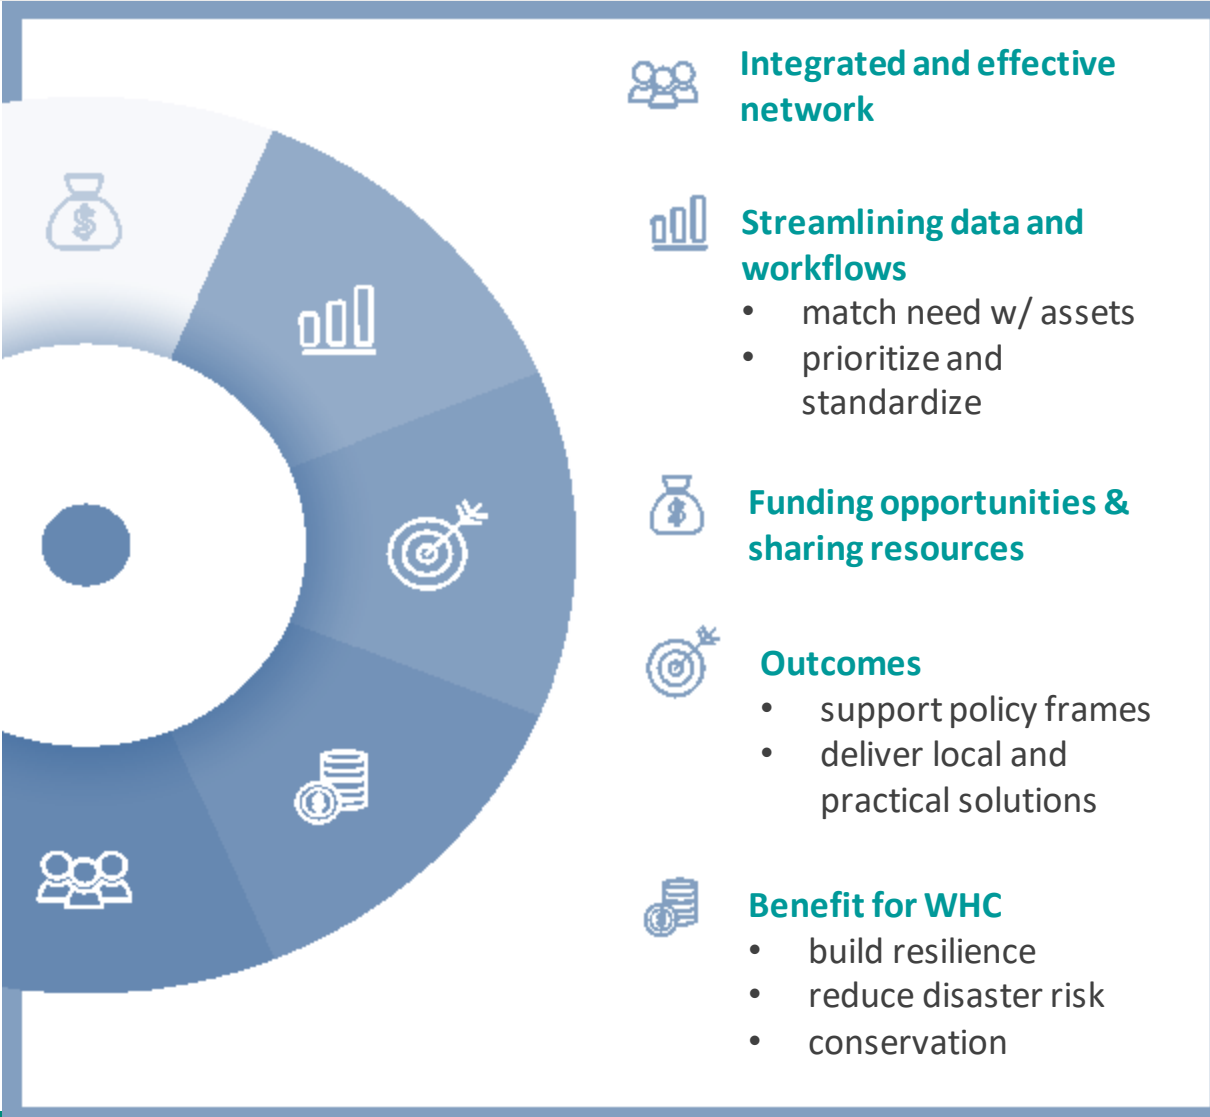 Integrated and effective
network
Streamlining data and
workflows
• match need w/ assets
• prioritize and
standardize
Funding opportunities &
sharing resources
Outcomes
• support policy frames
• deliver local and
practical solutions
Benefit for WHC
• build resilience
• reduce disaster risk
• conservation